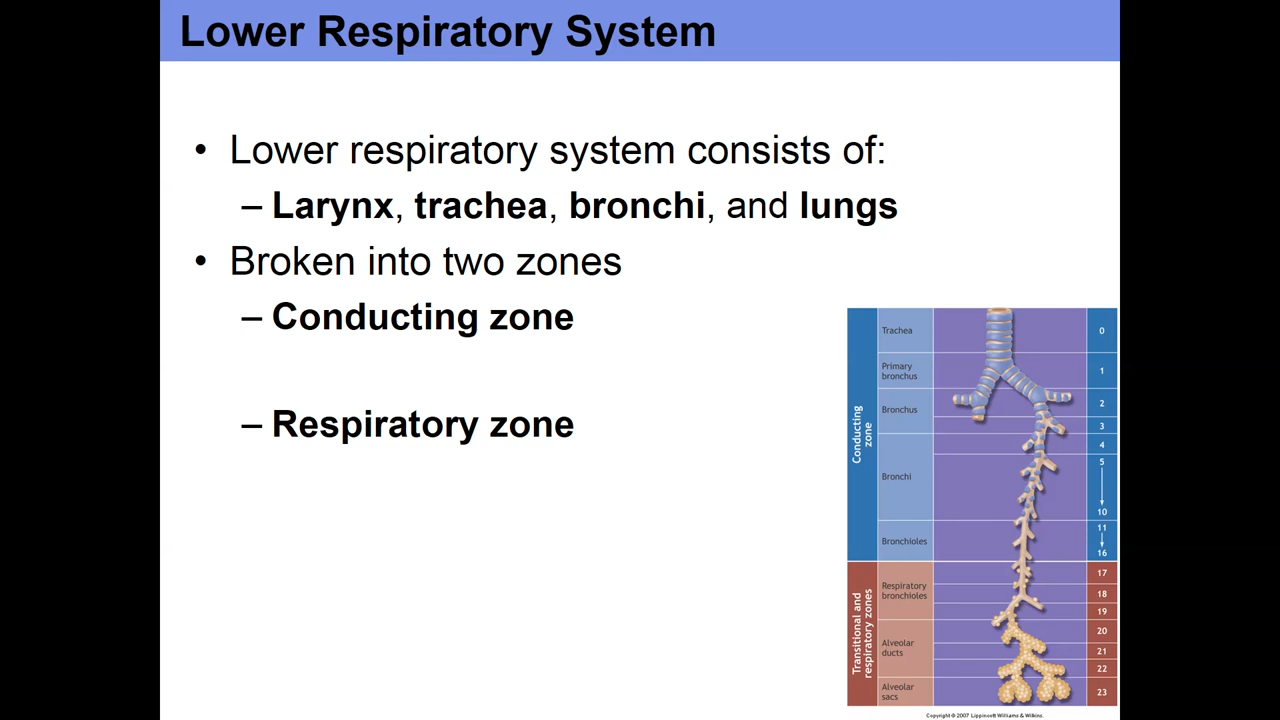 Lower Respiratory System
• Lower respiratory system consists of:
– Larynx, trachea, bronchi, and lungs
• Broken into two zones
– Conducting zone
– Respiratory zone
Conducting
zone
Trachea
0
Primary
bronchus
1
Bronchus
2
3
Bronchi
4
5
10
Bronchioles
11
16
Transitional and
respiratory zones
Respiratory
bronchioles
17
18
19
Alveolar
ducts
20
21
22
Alveolar
sacs
23
Copyright © 2007 Lippincott Williams & Wilkins.